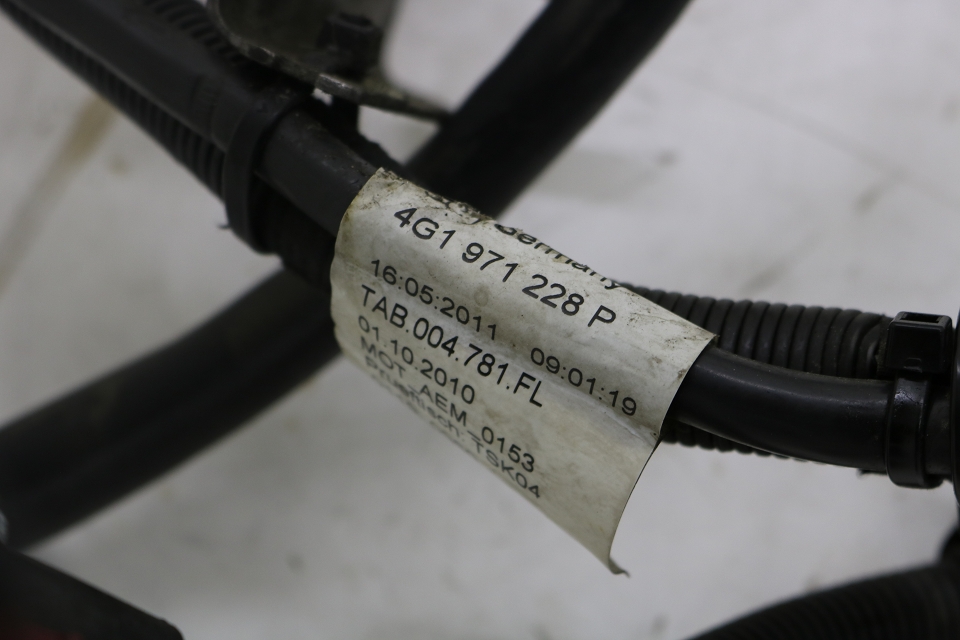 Germany
4G1 971 228 P
16:05:2011 . 09:01:19
TAB.004.781.FL
01.10.2010
MOT_AEM_0153
TSK04